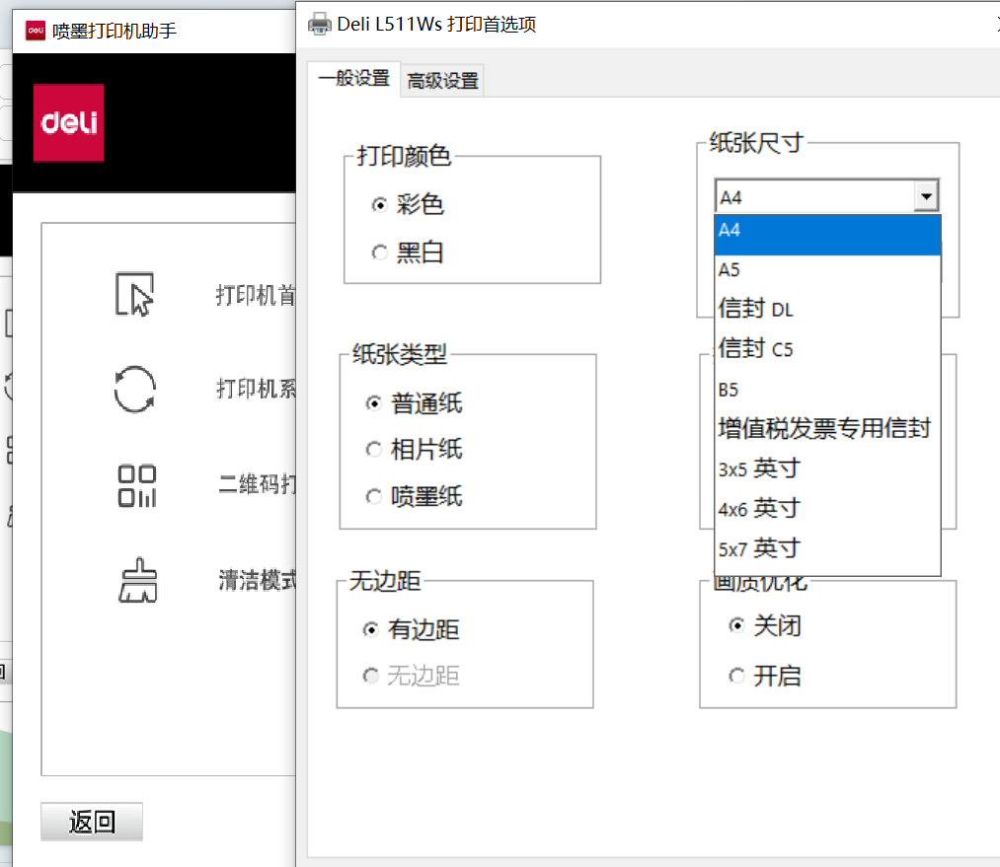 deli 喷墨打印机助手
deli
打印机首
打印机系
二维码打
清洁模式
返回
Deli L511Ws 打印首选项
一般设置 高级设置
打印颜色
彩色
黑白
纸张尺寸
A4
A4
A5
信封 DL
信封 C5
B5
增值税发票专用信封
3x5 英寸
4x6 英寸
5x7 英寸
纸张类型
普通纸
相片纸
喷墨纸
无边距
有边距
无边距
画质优化
关闭
开启